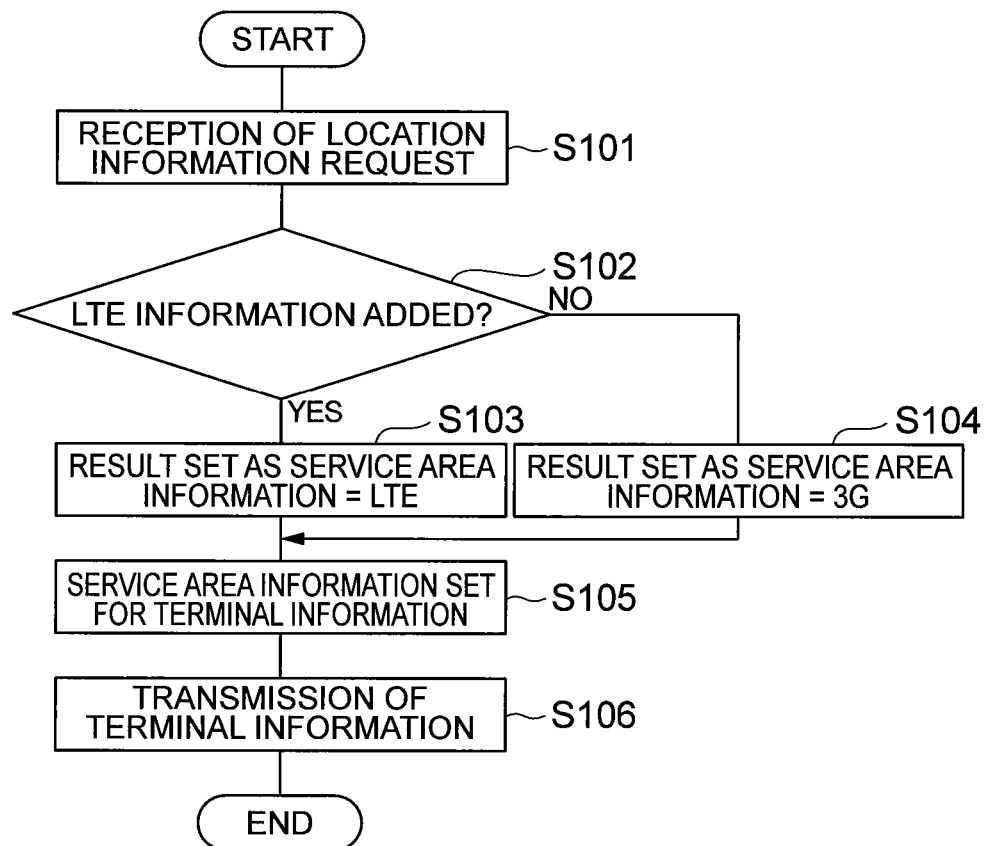 START
RECEPTION OF LOCATION
INFORMATION REQUEST
S101
S102
LTE INFORMATION ADDED?
NO
YES
S103
RESULT SET AS SERVICE AREA
INFORMATION = LTE
S104
RESULT SET AS SERVICE AREA
INFORMATION = 3G
SERVICE AREA INFORMATION SET
FOR TERMINAL INFORMATION
S105
TRANSMISSION OF
TERMINAL INFORMATION
S106
END